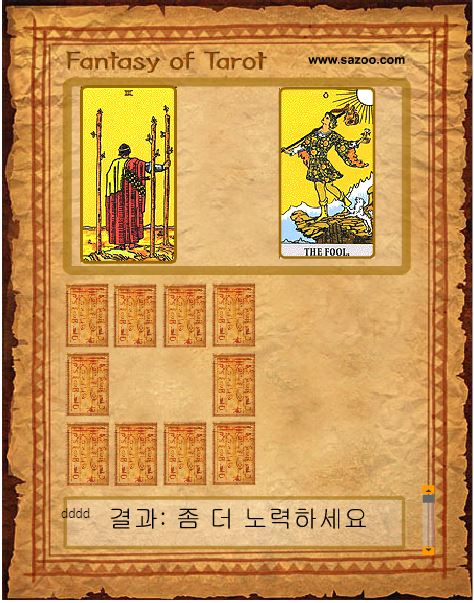 Fantasy of Tarot
www.sazoo.com
III
0
THE FOOL.
dddd
결과: 좀 더 노력하세요